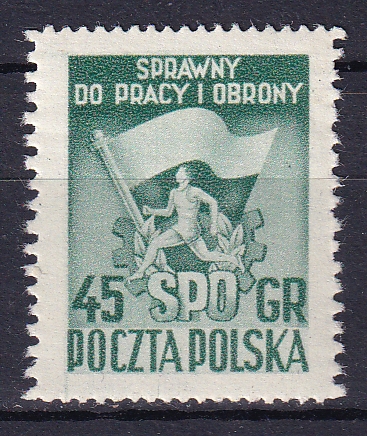 SPRAWNY
DO PRACY I OBRONY
45 SPO GR
POCZTA POLSKA